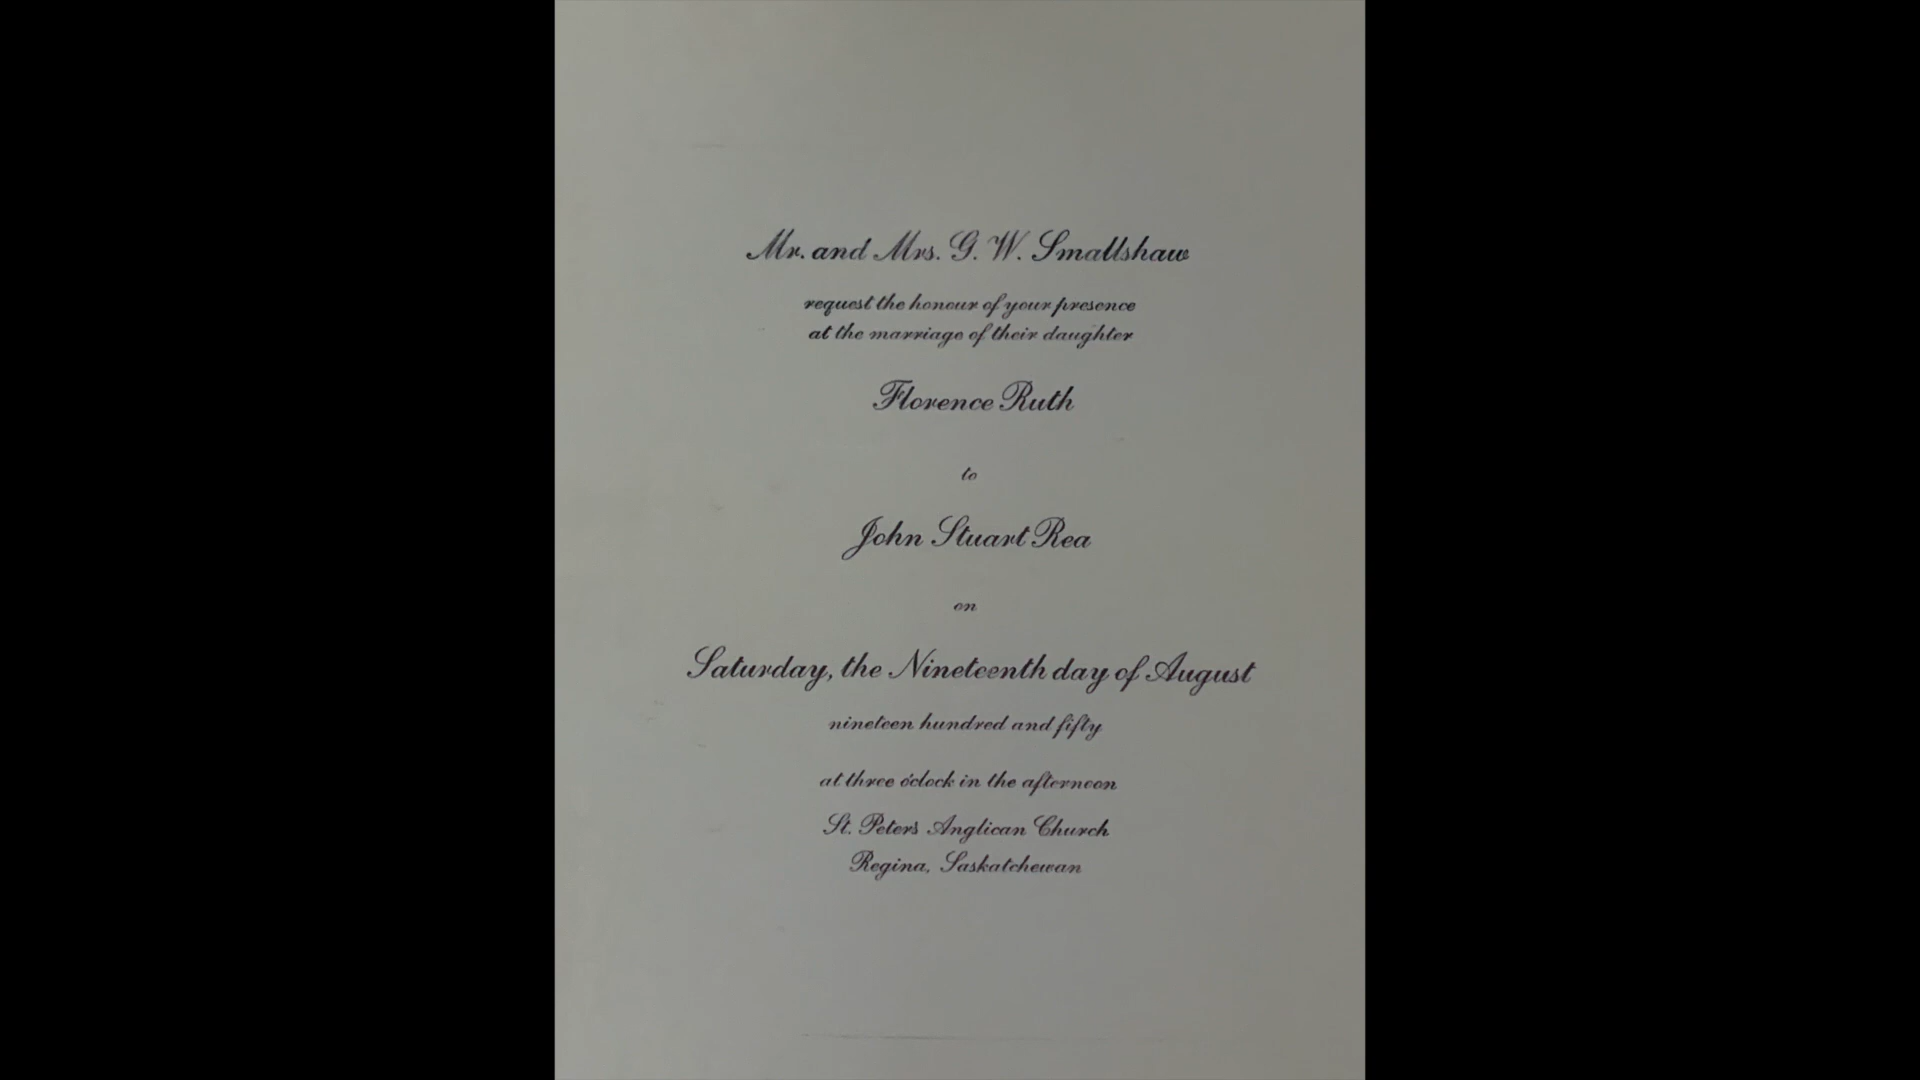 Mr. and Mrs. G. W. Smallshaw
request the honour of your presence
at the marriage of their daughter
Florence Ruth
to
John Stuart Rea
on
Saturday, the Nineteenth day of August
nineteen hundred and fifty
at three o'clock in the afternoon
St. Peters Anglican Church
Regina, Saskatchewan